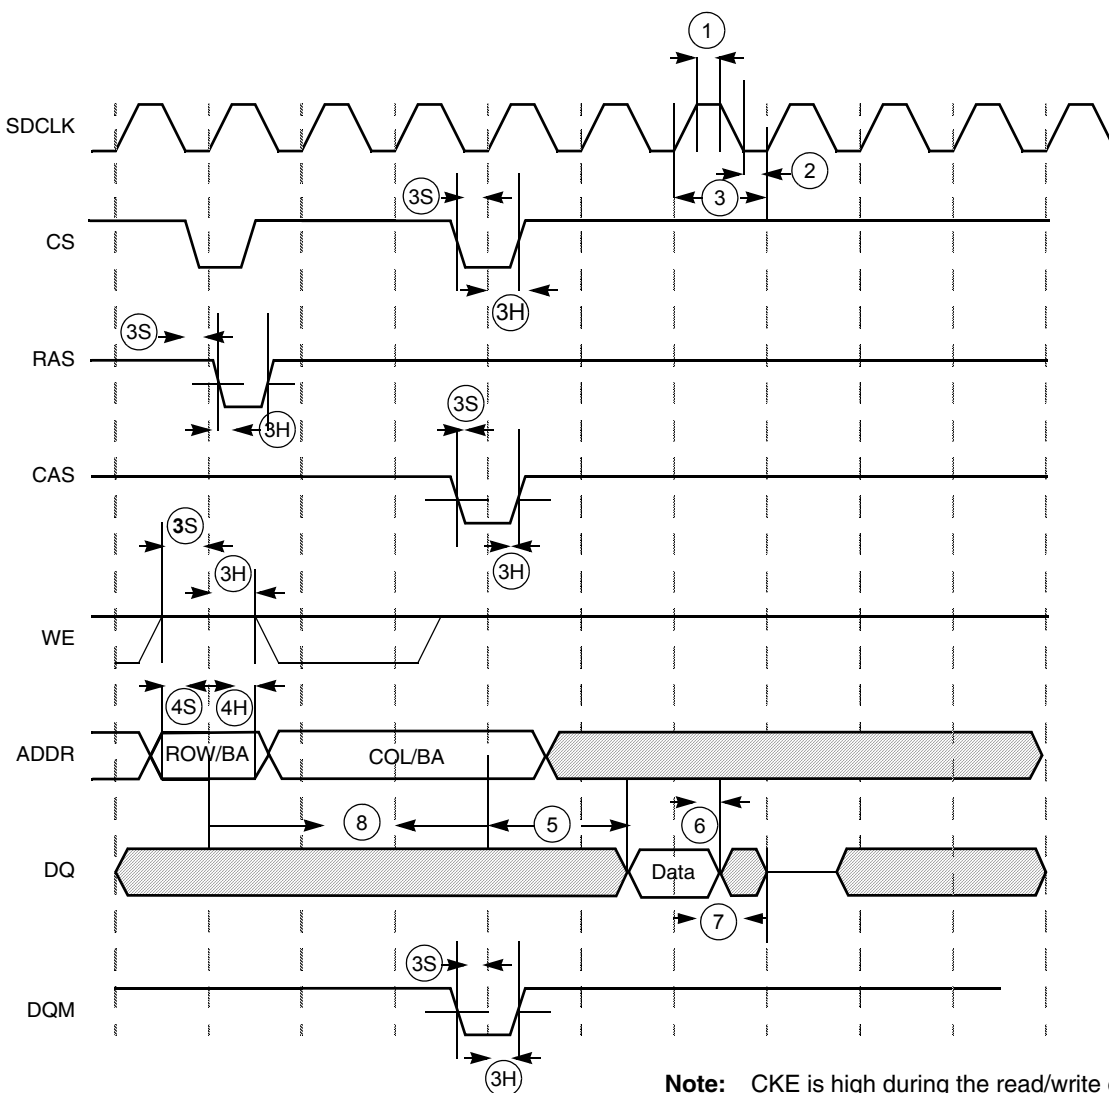 1
SDCLK
2
3S
3
CS
3H
3S
RAS
3S
3H
CAS
3S
3H
3H
WE
4S 4H
ADDR ROW/BA COL/BA
8 5 6
DQ Data
7
3S
DQM
3H
Note: CKE is high during the read/write